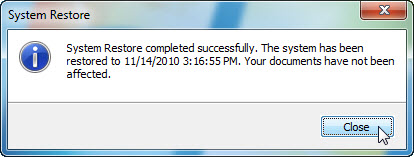 System Restore
System Restore completed successfully. The system has been
restored to 11/14/2010 3:16:55 PM. Your documents have not been
affected.
Close